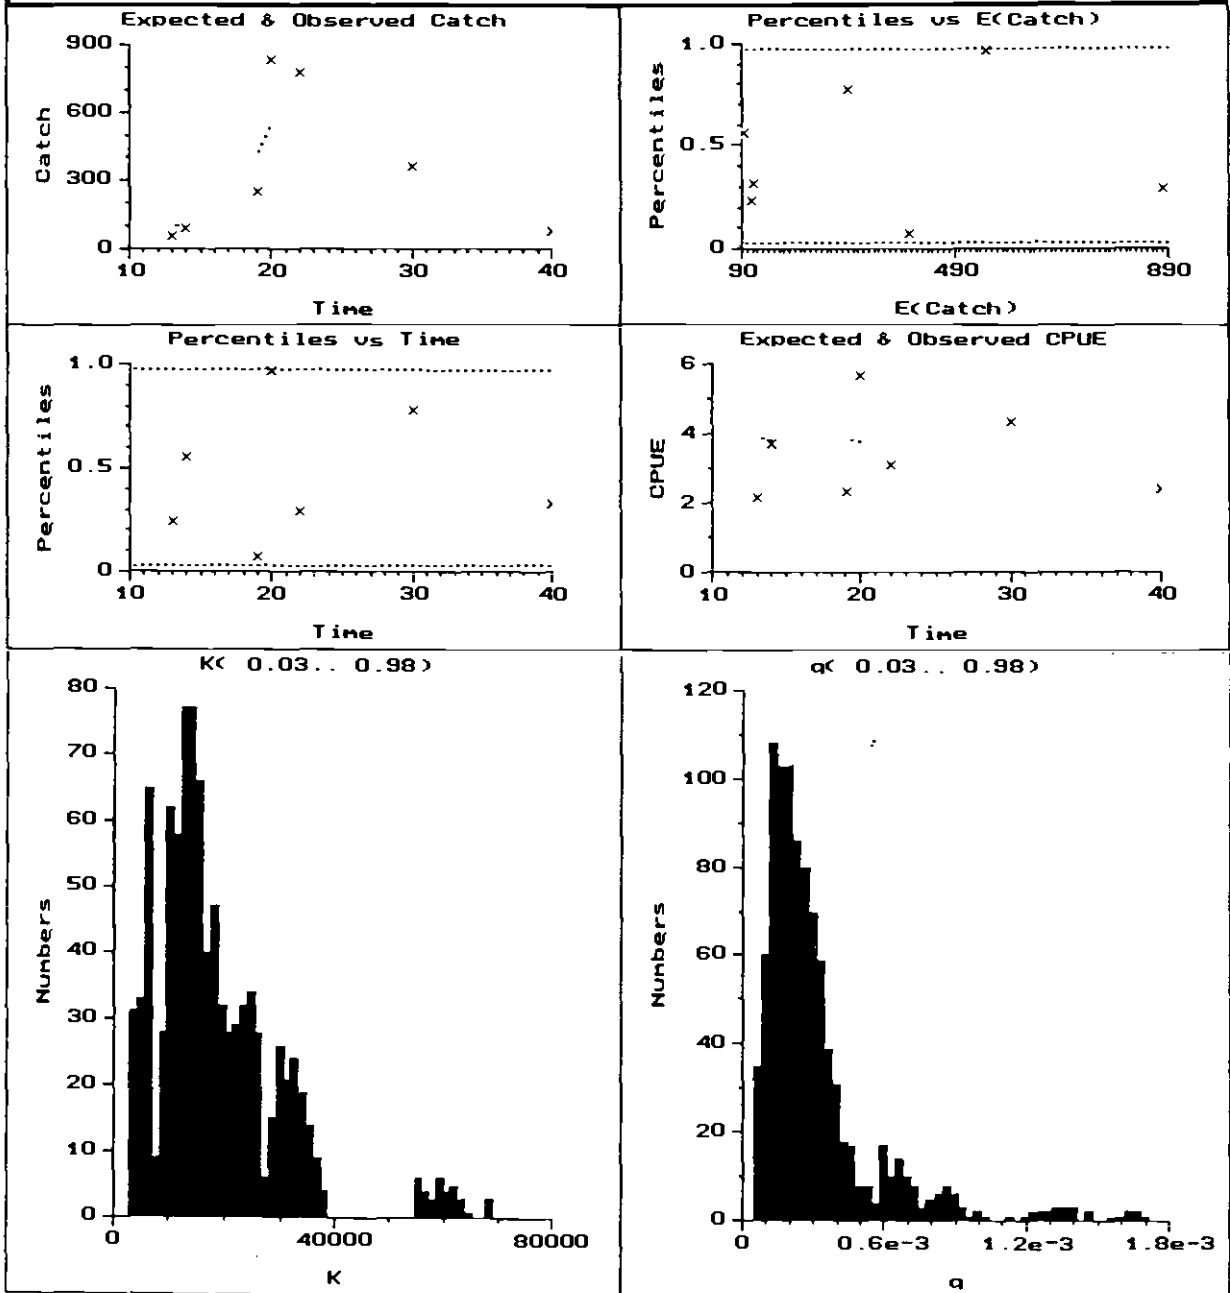 Expected & Observed Catch
900
600
300
0
Catch
10 20 30 40
Time
Percentiles vs E(Catch)
1.0
0.5
0
Percentiles
90 490 890
E(Catch)
Percentiles vs Time
1.0
0.5
0
Percentiles
10 20 30 40
Time
Expected & Observed CPUE
6
4
2
0
CPUE
10 20 30 40
Time
K( 0.03.. 0.98)
80
70
60
50
40
30
20
10
0
Numbers
0 40000 80000
K
q( 0.03.. 0.98)
120
100
80
60
40
20
0
Numbers
0 0.6e-3 1.2e-3 1.8e-3
q